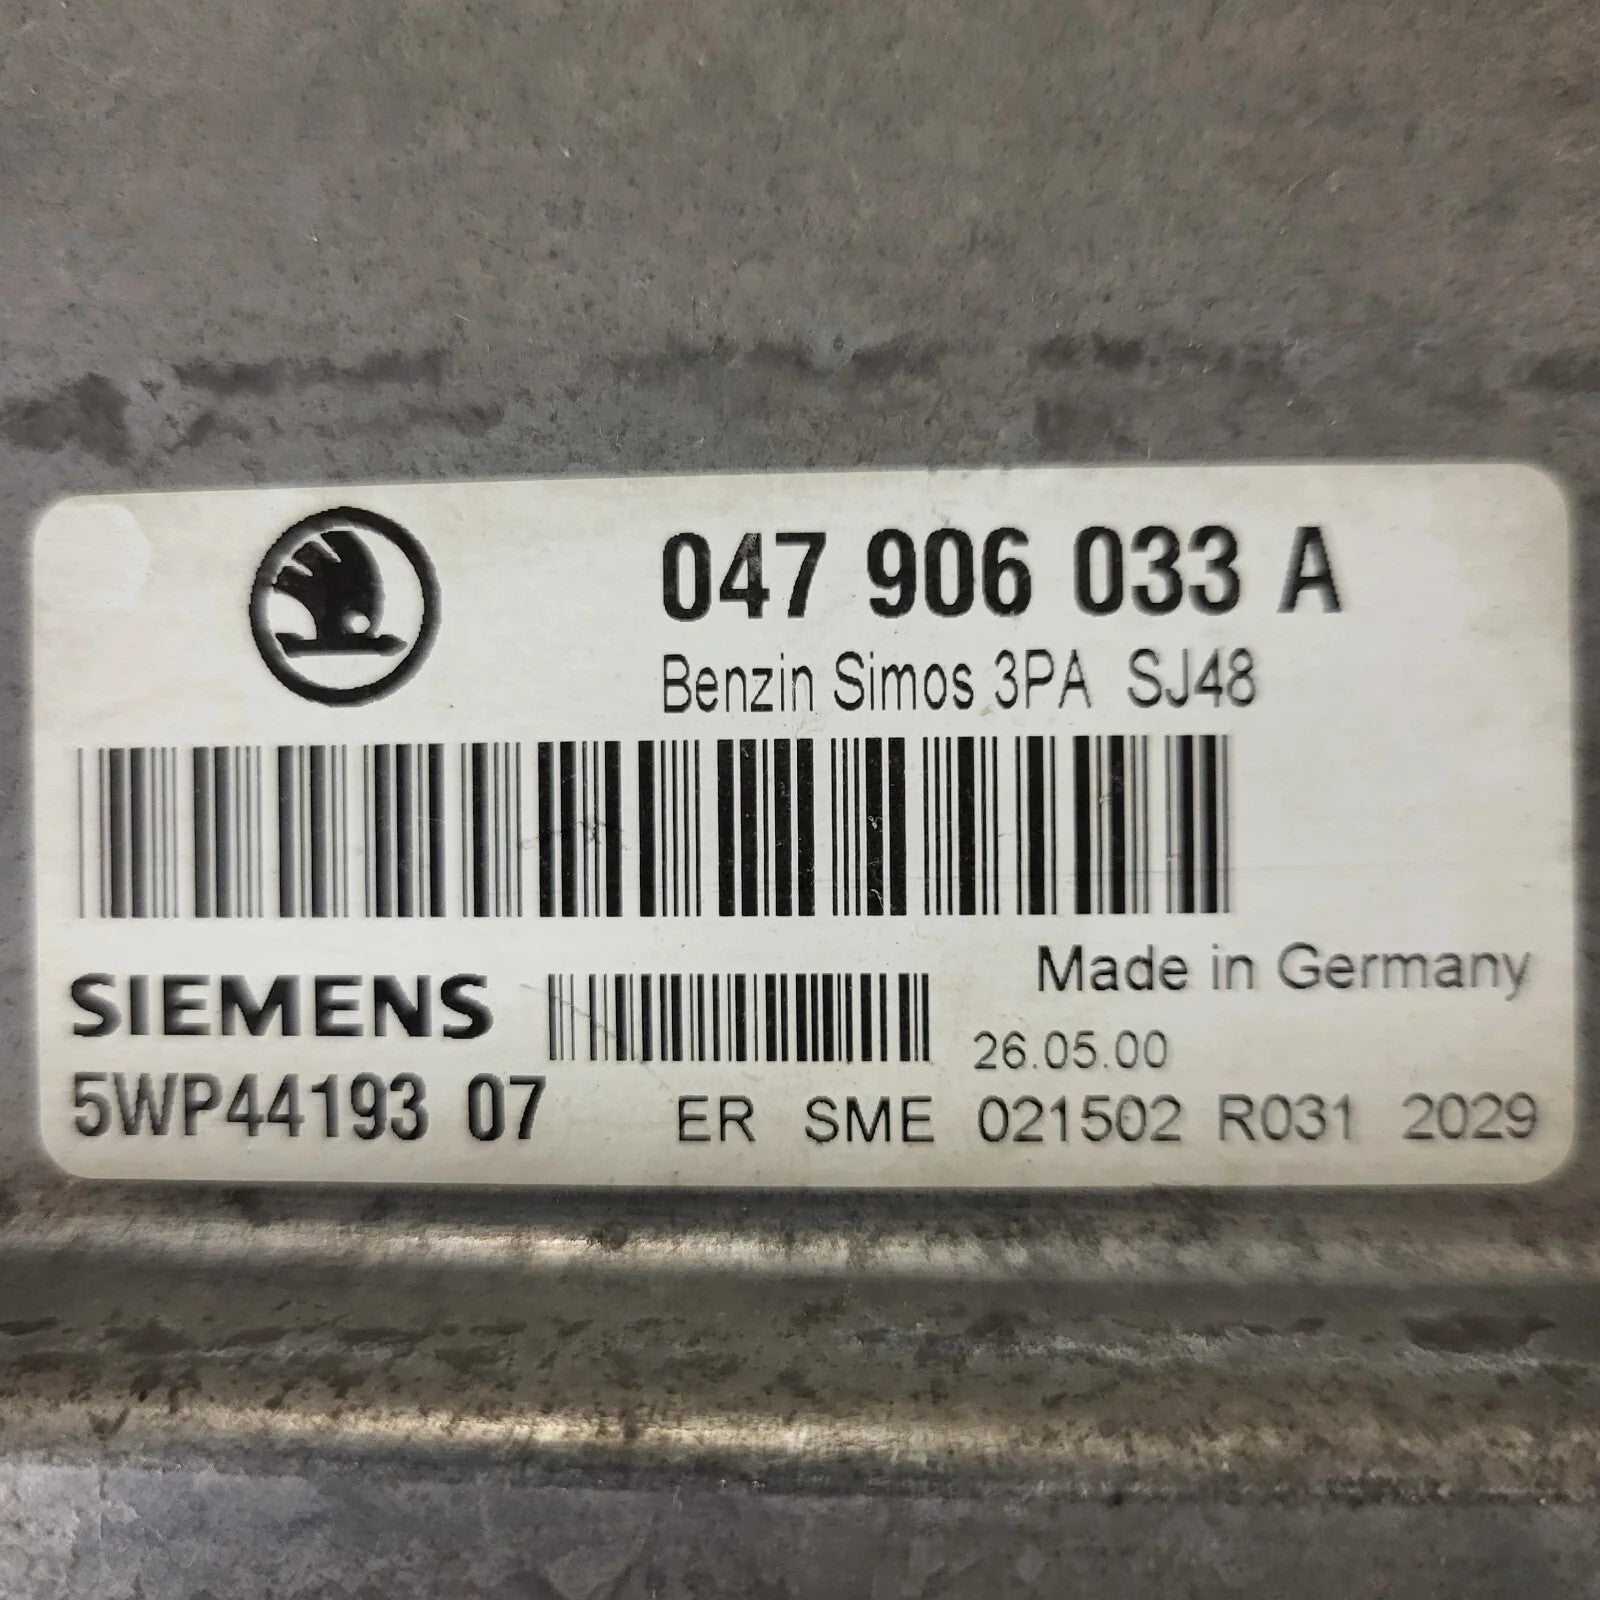 047 906 033 A
Benzin Simos 3PA SJ48
Made in Germany
SIEMENS
26.05.00
5WP44193 07 ER SME 021502 R031 2029